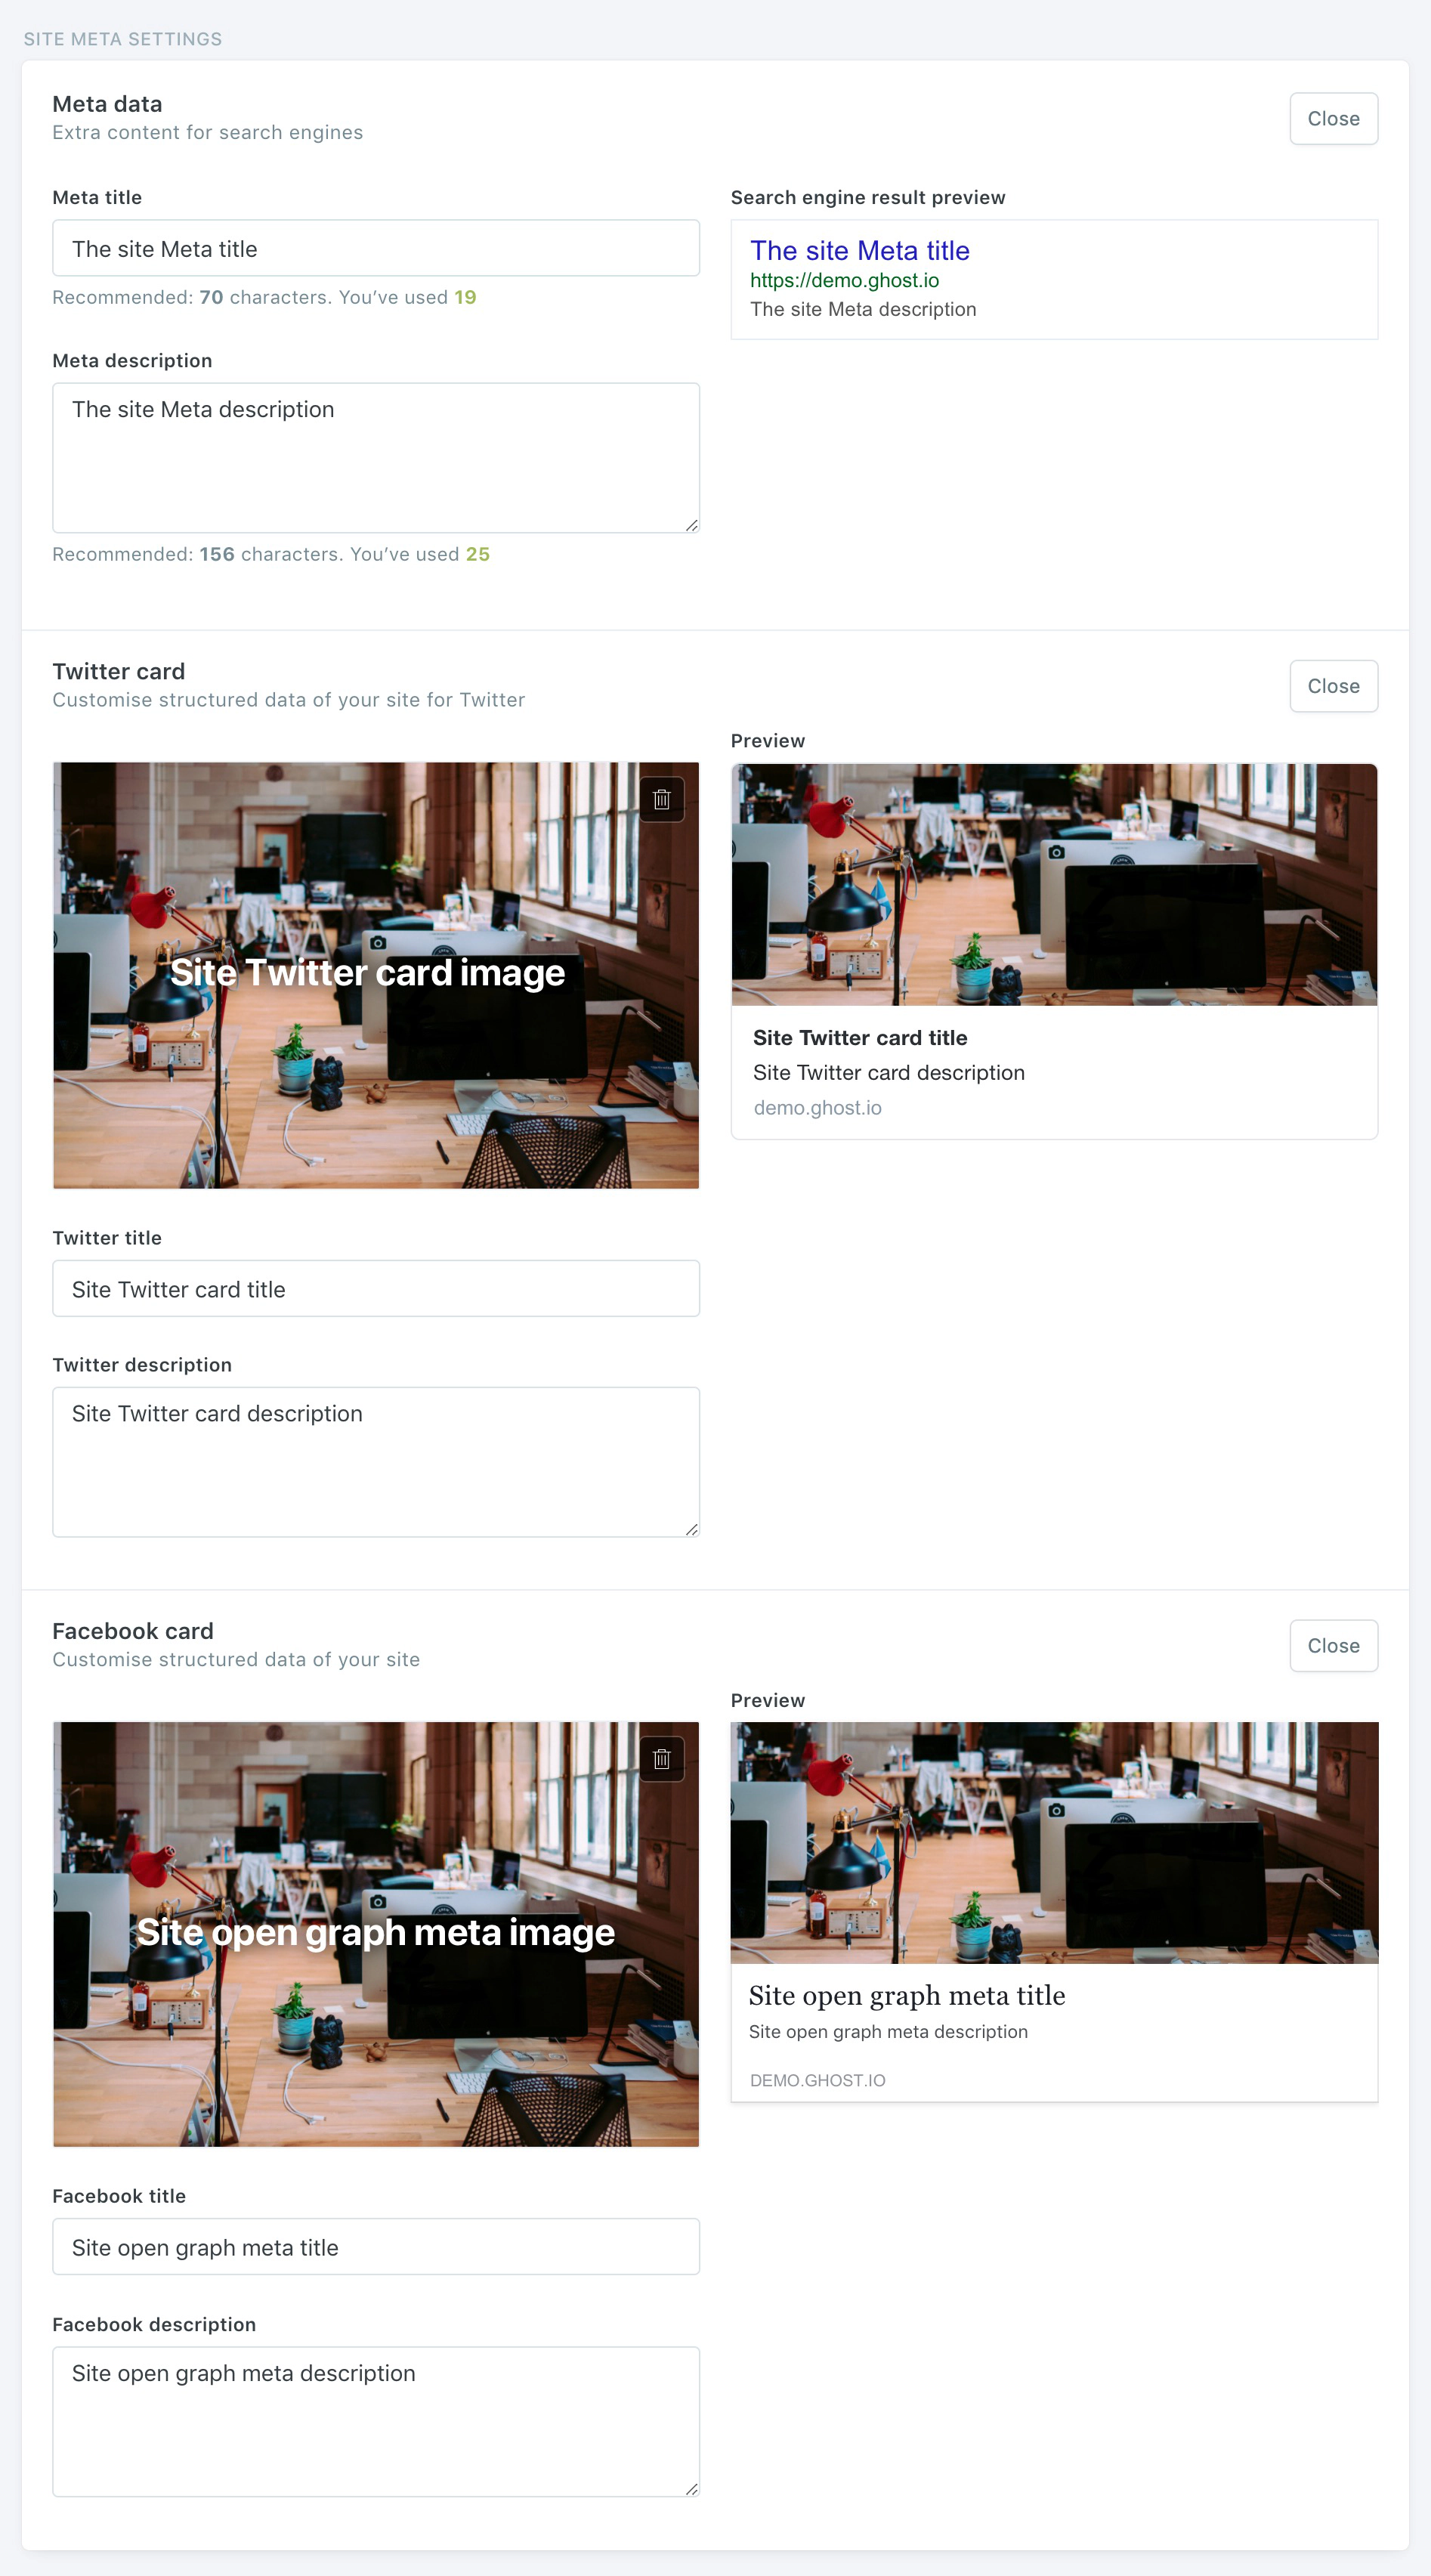 SITE META SETTINGS
Meta data
Extra content for search engines
Close
Meta title
The site Meta title
Recommended: 70 characters. You’ve used 19
Search engine result preview
The site Meta title
https://demo.ghost.io
The site Meta description
Meta description
The site Meta description
Recommended: 156 characters. You’ve used 25
Twitter card
Customise structured data of your site for Twitter
Close
Site Twitter card image
Preview
Site Twitter card title
Site Twitter card description
demo.ghost.io
Twitter title
Site Twitter card title
Twitter description
Site Twitter card description
Facebook card
Customise structured data of your site
Close
Site open graph meta image
Preview
Site open graph meta title
Site open graph meta description
DEMO.GHOST.IO
Facebook title
Site open graph meta title
Facebook description
Site open graph meta description